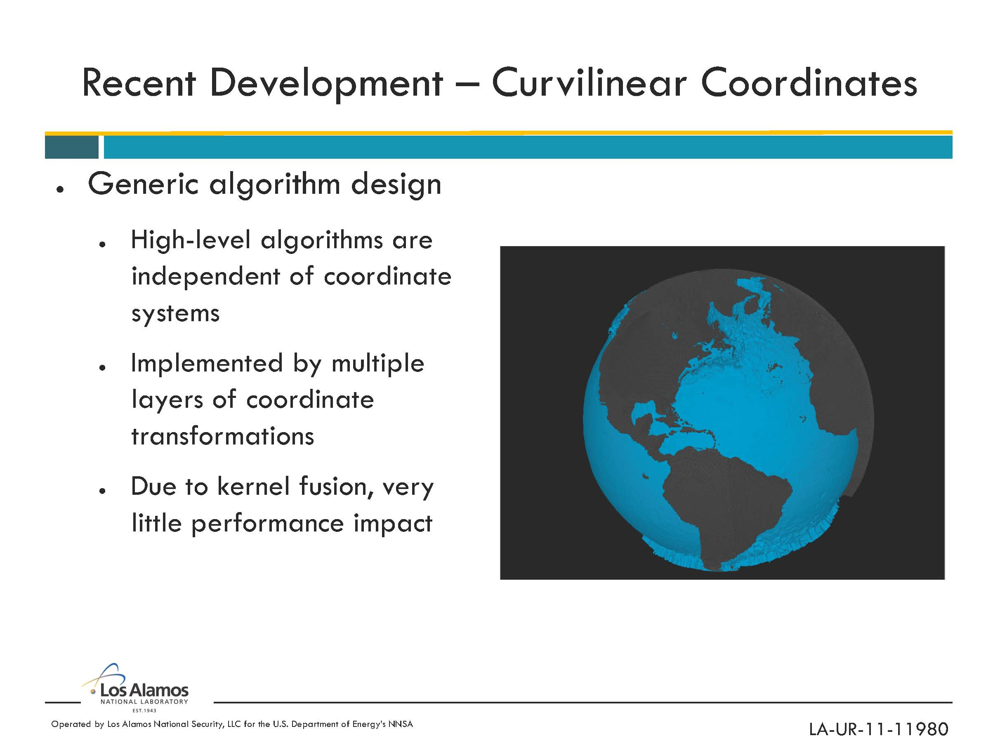 Recent Development – Curvilinear Coordinates
• Generic algorithm design
• High-level algorithms are
independent of coordinate
systems
• Implemented by multiple
layers of coordinate
transformations
• Due to kernel fusion, very
little performance impact
Los Alamos
NATIONAL LABORATORY
EST.1943
Operated by Los Alamos National Security, LLC for the U.S. Department of Energy’s NNSA
LA-UR-11-11980